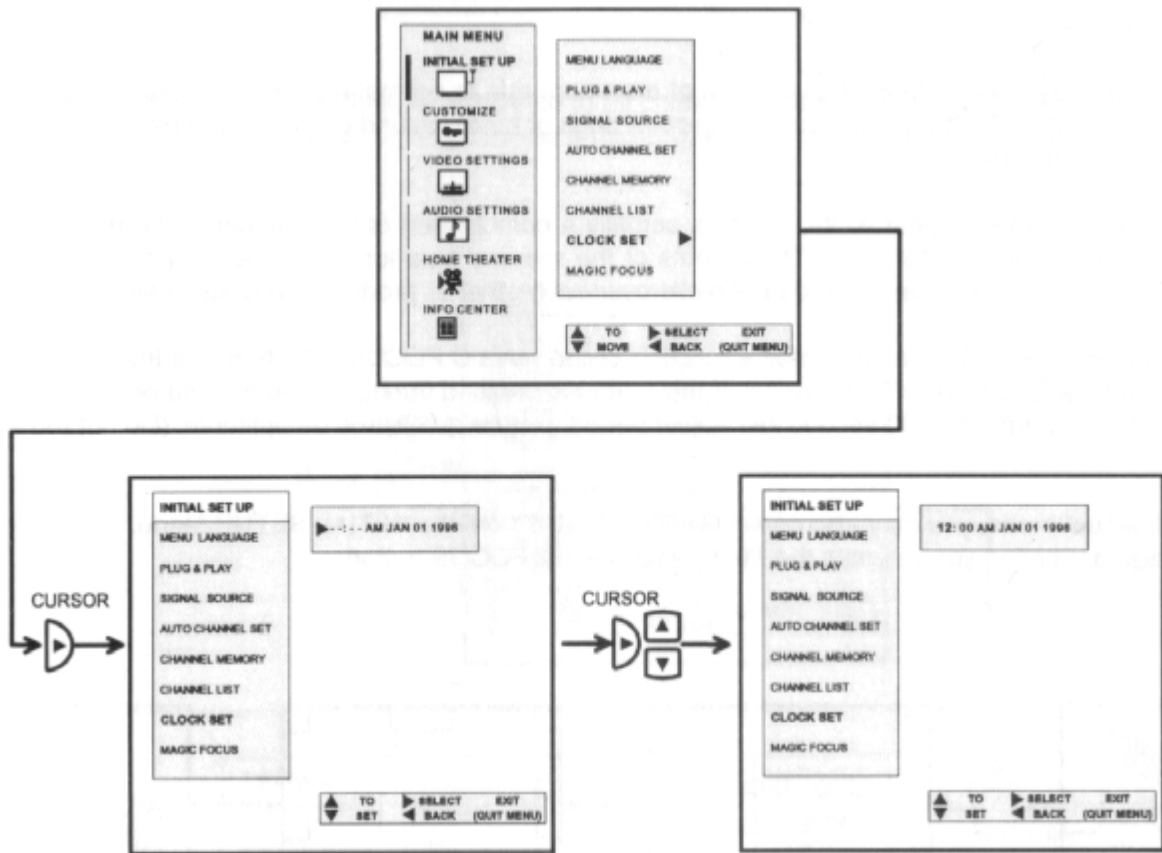 MAIN MENU
INITIAL SET UP
CUSTOMIZE
VIDEO SETTINGS
AUDIO SETTINGS
HOME THEATER
INFO CENTER
MENU LANGUAGE
PLUG & PLAY
SIGNAL SOURCE
AUTO CHANNEL SET
CHANNEL MEMORY
CHANNEL LIST
CLOCK SET ▶
MAGIC FOCUS
▲ TO ▶ SELECT EXIT
▼ MOVE ◀ BACK (QUIT MENU)
CURSOR
INITIAL SET UP
MENU LANGUAGE
PLUG & PLAY
SIGNAL SOURCE
AUTO CHANNEL SET
CHANNEL MEMORY
CHANNEL LIST
CLOCK SET
MAGIC FOCUS
▶- : - - AM JAN 01 1996
▲ TO ▶ SELECT EXIT
▼ SET ◀ BACK (QUIT MENU)
CURSOR
INITIAL SET UP
MENU LANGUAGE
PLUG & PLAY
SIGNAL SOURCE
AUTO CHANNEL SET
CHANNEL MEMORY
CHANNEL LIST
CLOCK SET
MAGIC FOCUS
12: 00 AM JAN 01 1996
▲ TO ▶ SELECT EXIT
▼ SET ◀ BACK (QUIT MENU)